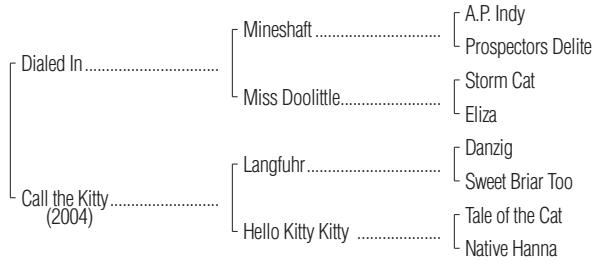 A.P. Indy
Mineshaft
Prospectors Delite
Dialed In
Storm Cat
Miss Doolittle
Eliza
Danzig
Langfuhr
Sweet Briar Too
Call the Kitty
(2004)
Tale of the Cat
Hello Kitty Kitty
Native Hanna